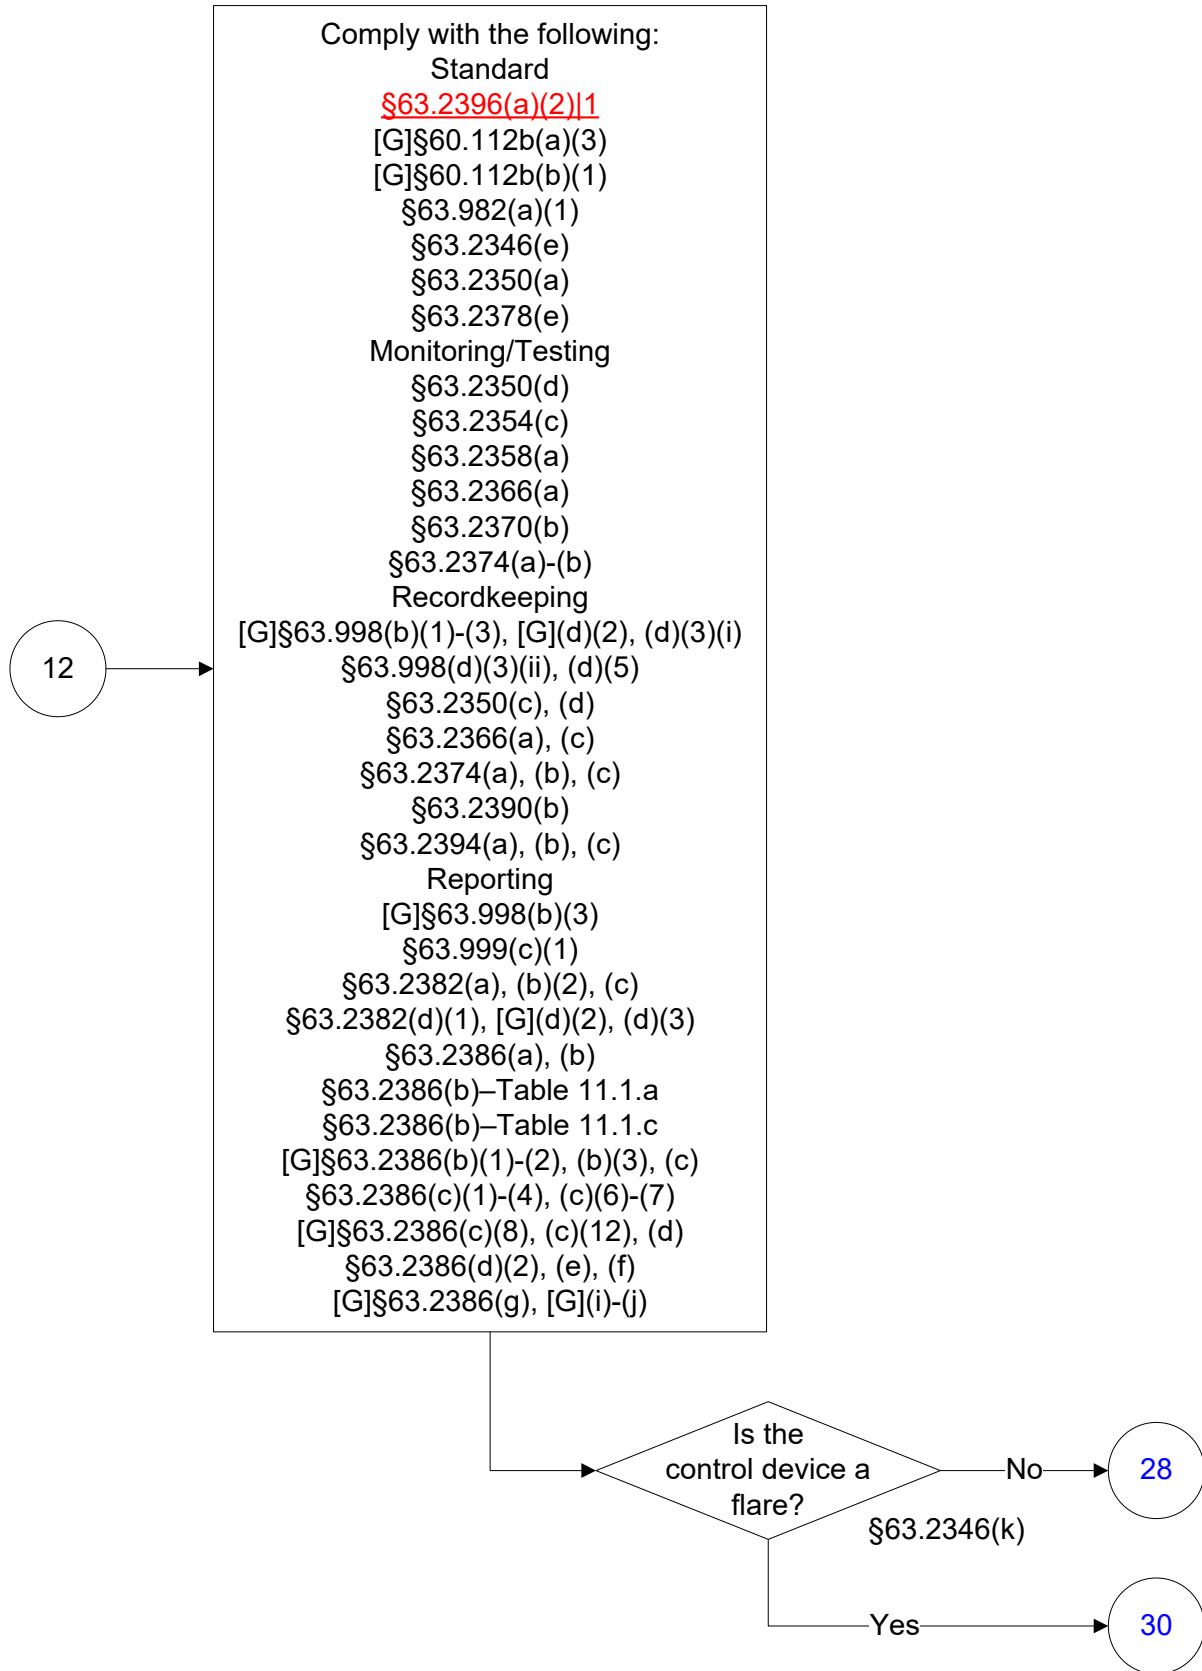 Comply with the following:
Standard
§63.2396(a)(2)|1
[G]§60.112b(a)(3)
[G]§60.112b(b)(1)
§63.982(a)(1)
§63.2346(e)
§63.2350(a)
§63.2378(e)
Monitoring/Testing
§63.2350(d)
§63.2354(c)
§63.2358(a)
§63.2366(a)
§63.2370(b)
§63.2374(a)-(b)
Recordkeeping
[G]§63.998(b)(1)-(3), [G](d)(2), (d)(3)(i)
§63.998(d)(3)(ii), (d)(5)
§63.2350(c), (d)
§63.2366(a), (c)
§63.2374(a), (b), (c)
§63.2390(b)
§63.2394(a), (b), (c)
Reporting
[G]§63.998(b)(3)
§63.999(c)(1)
§63.2382(a), (b)(2), (c)
§63.2382(d)(1), [G](d)(2), (d)(3)
§63.2386(a), (b)
§63.2386(b)–Table 11.1.a
§63.2386(b)–Table 11.1.c
[G]§63.2386(b)(1)-(2), (b)(3), (c)
§63.2386(c)(1)-(4), (c)(6)-(7)
[G]§63.2386(c)(8), (c)(12), (d)
§63.2386(d)(2), (e), (f)
[G]§63.2386(g), [G](i)-(j)
12
Is the
control device a
flare?
No
28
§63.2346(k)
Yes
30